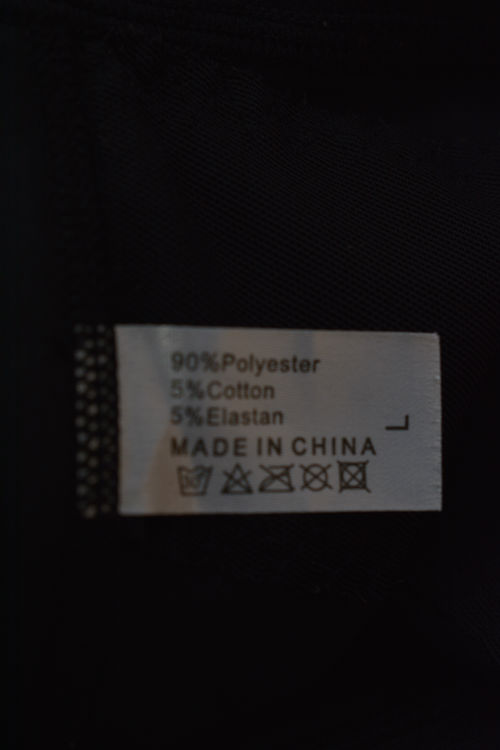 90%Polyester
5%Cotton
5%Elastan
L
MADE IN CHINA